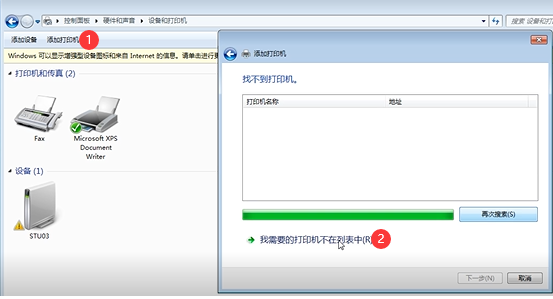 控制面板 ▸ 硬件和声音 ▸ 设备和打印机
搜索 设备和打
添加设备 添加打印机 1
Windows 可以显示增强型设备图标和来自 Internet 的信息。请单击进行更
打印机和传真 (2)
Fax
Microsoft XPS
Document
Writer
设备 (1)
STU03
添加打印机
找不到打印机。
打印机名称 地址
再次搜索(S)
我需要的打印机不在列表中(R) 2
下一步(N) 取消